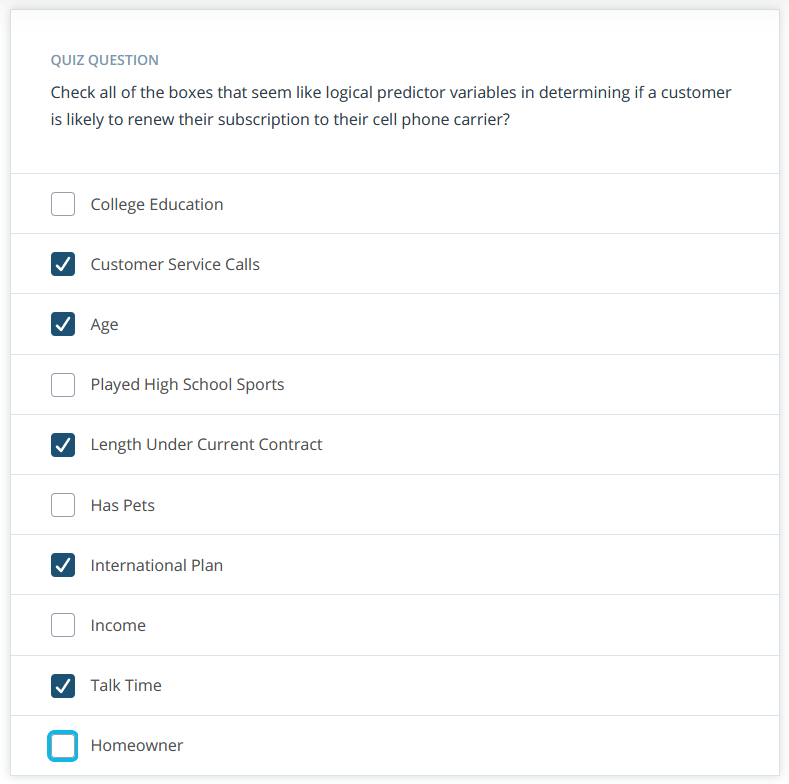 QUIZ QUESTION
Check all of the boxes that seem like logical predictor variables in determining if a customer
is likely to renew their subscription to their cell phone carrier?
College Education
Customer Service Calls
Age
Played High School Sports
Length Under Current Contract
Has Pets
International Plan
Income
Talk Time
Homeowner